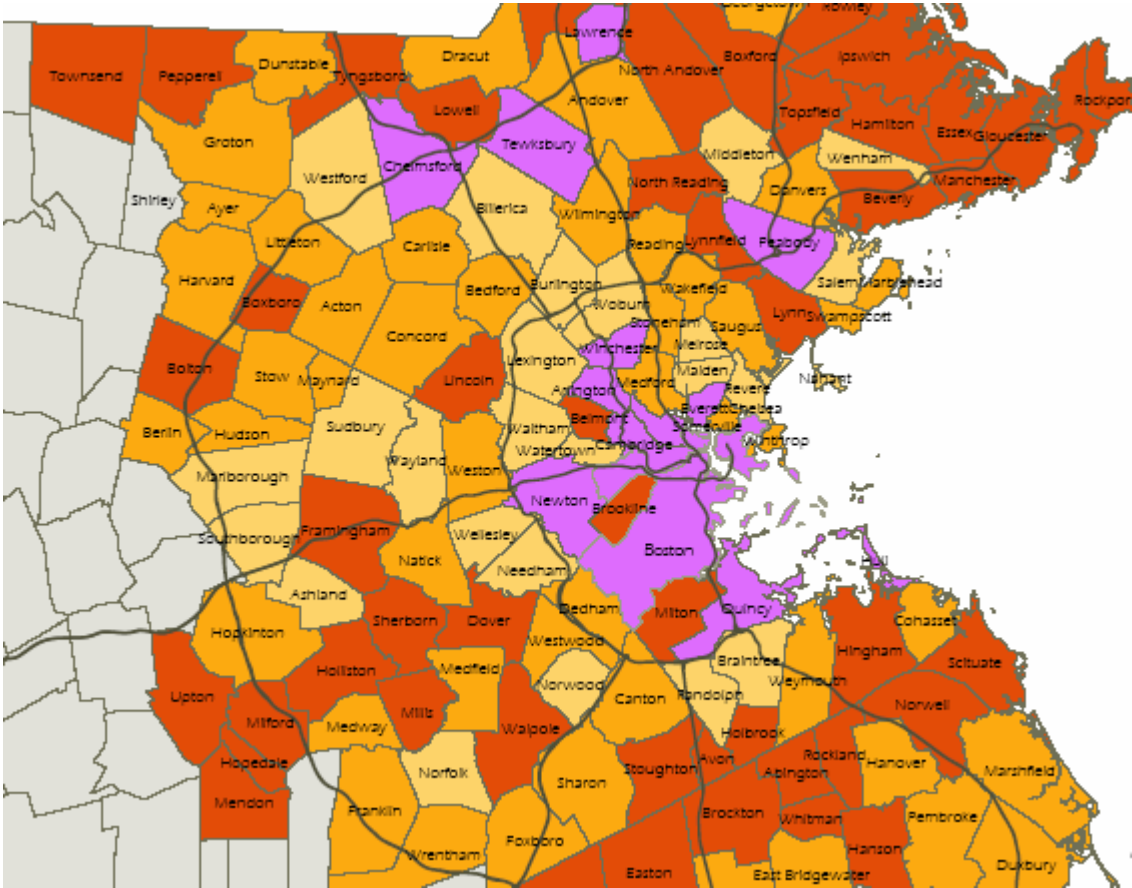 Georgetown
Rowley
Lawrence
Dracut
Boxford
Ipswich
Dunstable
Townsend
Pepperell
Tyngsboro
North Andover
Andover
Rockpor
Lowell
Topsfield
Hamilton
Essex
Gloucester
Groton
Tewksbury
Middleton
Wenham
Chelmsford
Westford
North Reading
Danvers
Manchester
Shirley
Beverly
Ayer
Billerica
Wilmington
Littleton
Carlisle
Reading
Lynnfield
Peabody
Harvard
Bedford
Burlington
Wakefield
Salem
Marblehead
Boxboro
Acton
Woburn
Lynn
Swampscott
Concord
Stoneham
Saugus
Winchester
Melrose
Lexington
Bolton
Stow
Maynard
Lincoln
Malden
Nahant
Arlington
Medford
Revere
Everett
Chelsea
Berlin
Hudson
Sudbury
Waltham
Belmont
Somerville
Winthrop
Cambridge
Watertown
Wayland
Weston
Marlborough
Newton
Brookline
Southborough
Framingham
Wellesley
Boston
Natick
Needham
Hull
Ashland
Dedham
Quincy
Milton
Hopkinton
Sherborn
Dover
Cohasset
Westwood
Hingham
Holliston
Medfield
Braintree
Scituate
Weymouth
Norwood
Randolph
Upton
Canton
Norwell
Millis
Milford
Medway
Walpole
Holbrook
Rockland
Avon
Hopedale
Norfolk
Stoughton
Abington
Hanover
Marshfield
Sharon
Mendon
Franklin
Brockton
Whitman
Pembroke
Foxboro
Hanson
Wrentham
Duxbury
Easton
East Bridgewater